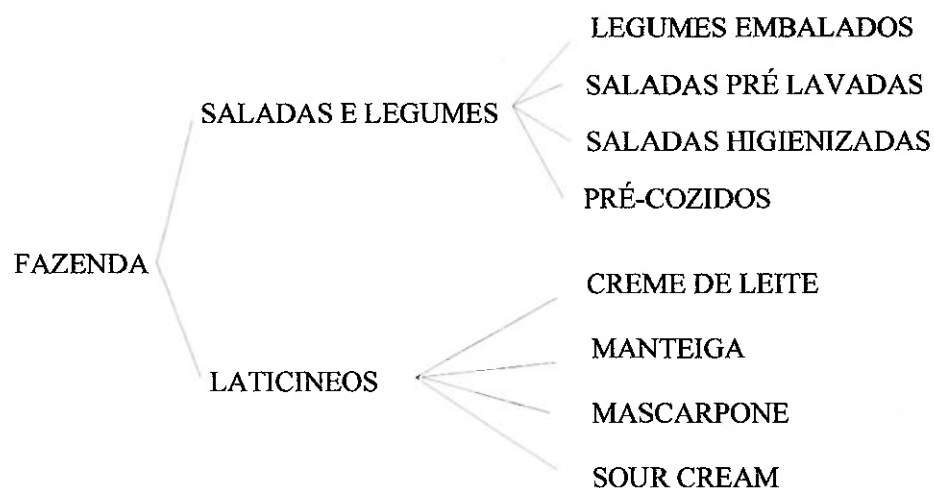 LEGUMES EMBALADOS
SALADAS PRÉ LAVADAS
SALADAS E LEGUMES
SALADAS HIGIENIZADAS
PRÉ-COZIDOS
FAZENDA
CREME DE LEITE
MANTEIGA
LATICINEOS
MASCARPONE
SOUR CREAM